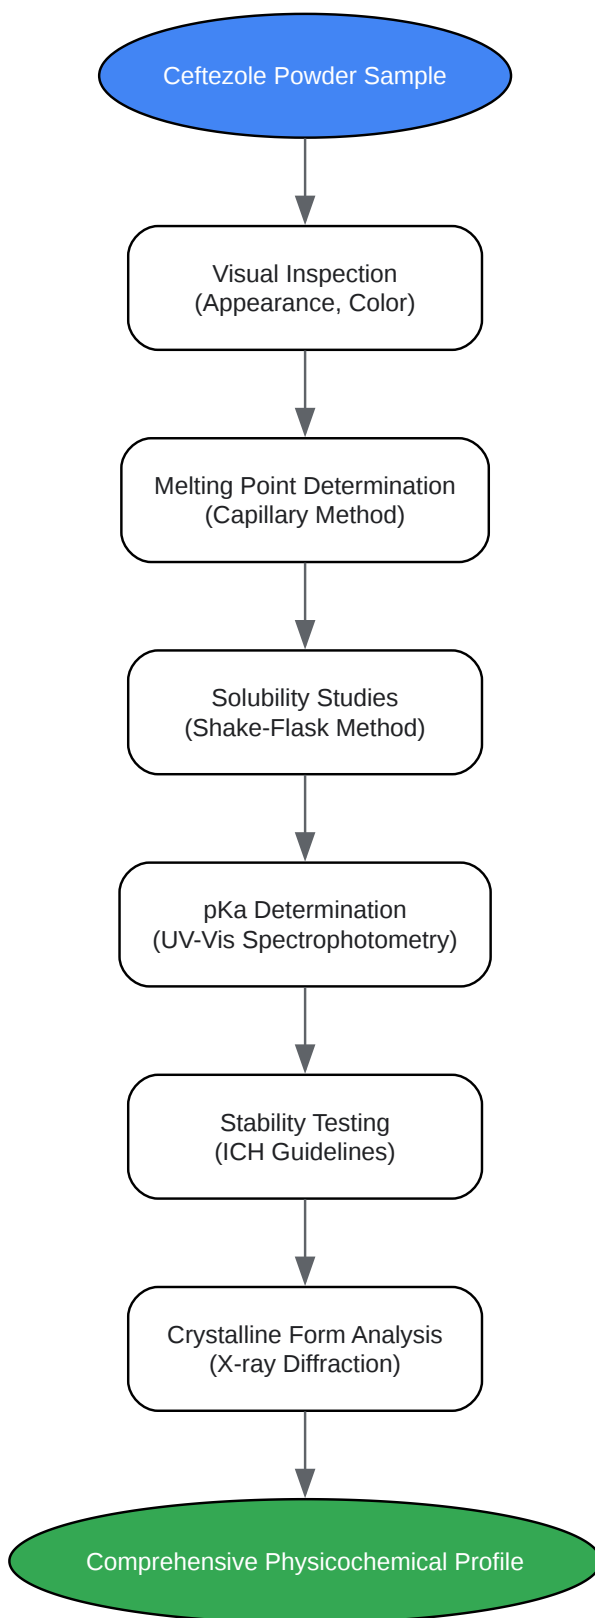 Ceftezole Powder Sample
Visual Inspection
(Appearance, Color)
Melting Point Determination
(Capillary Method)
Solubility Studies
(Shake-Flask Method)
pKa Determination
(UV-Vis Spectrophotometry)
Stability Testing
(ICH Guidelines)
Crystalline Form Analysis
(X-ray Diffraction)
Comprehensive Physicochemical Profile